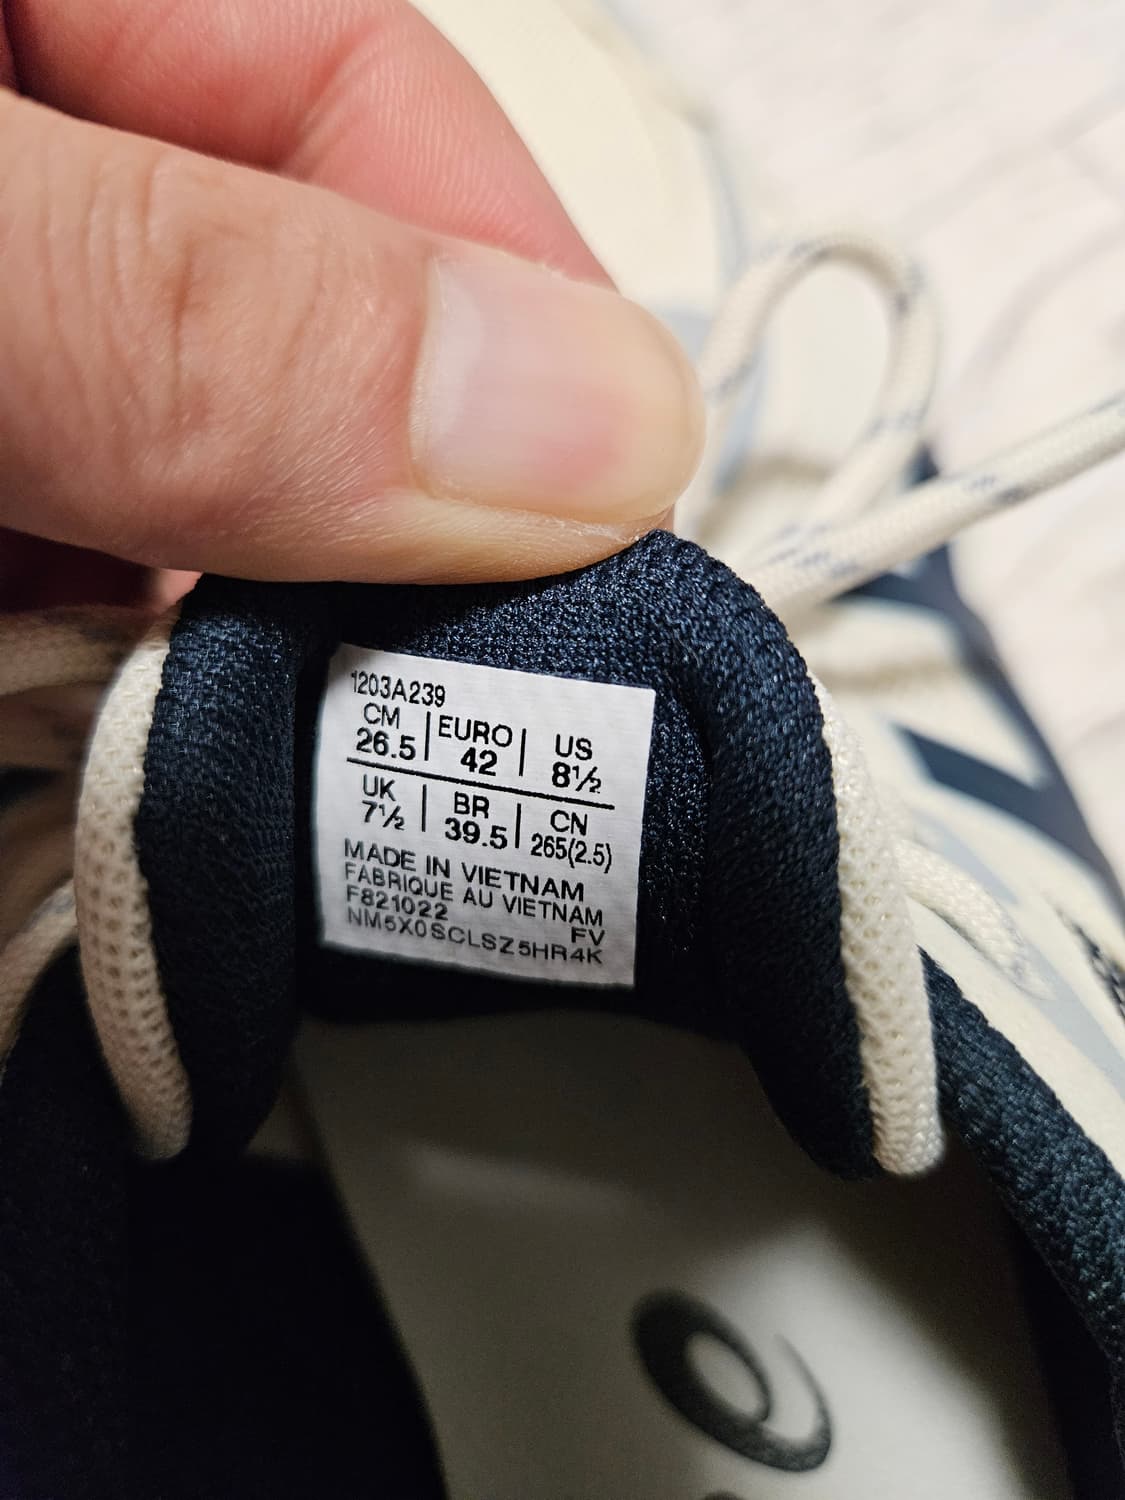 1203A239
CM | EURO | US
26.5 | 42 | 8½
UK | BR | CN
7½ | 39.5 | 265(2.5)
MADE IN VIETNAM
FABRIQUE AU VIETNAM
F821022 FV
NM5X0SCLSZ5HR4K